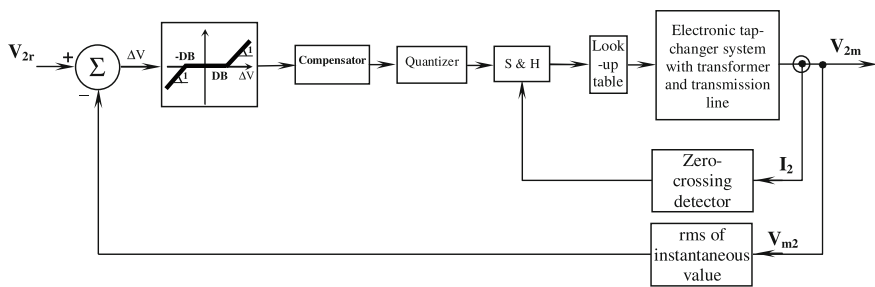 V2r
+
Σ
−
ΔV
-DB
DB
ΔV
1
1
Compensator
Quantizer
S & H
Look
-up
table
Electronic tap-
changer system
with transformer
and transmission
line
V2m
Zero-
crossing
detector
I2
rms of
instantaneous
value
Vm2